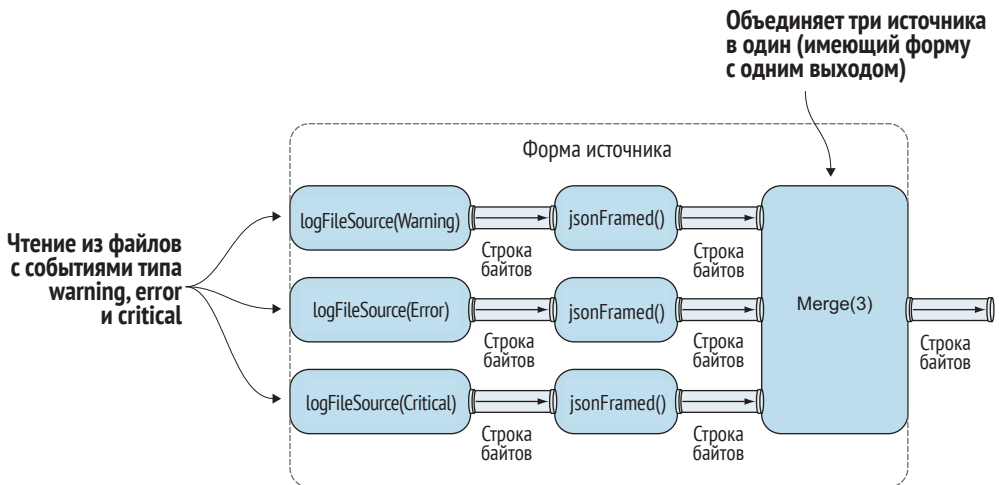 Объединяет три источника
в один (имеющий форму
с одним выходом)
Форма источника
Чтение из файлов
с событиями типа
warning, error
и critical
logFileSource(Warning)
Строка
байтов
jsonFramed()
Строка
байтов
logFileSource(Error)
Строка
байтов
jsonFramed()
Строка
байтов
logFileSource(Critical)
Строка
байтов
jsonFramed()
Строка
байтов
Merge(3)
Строка
байтов